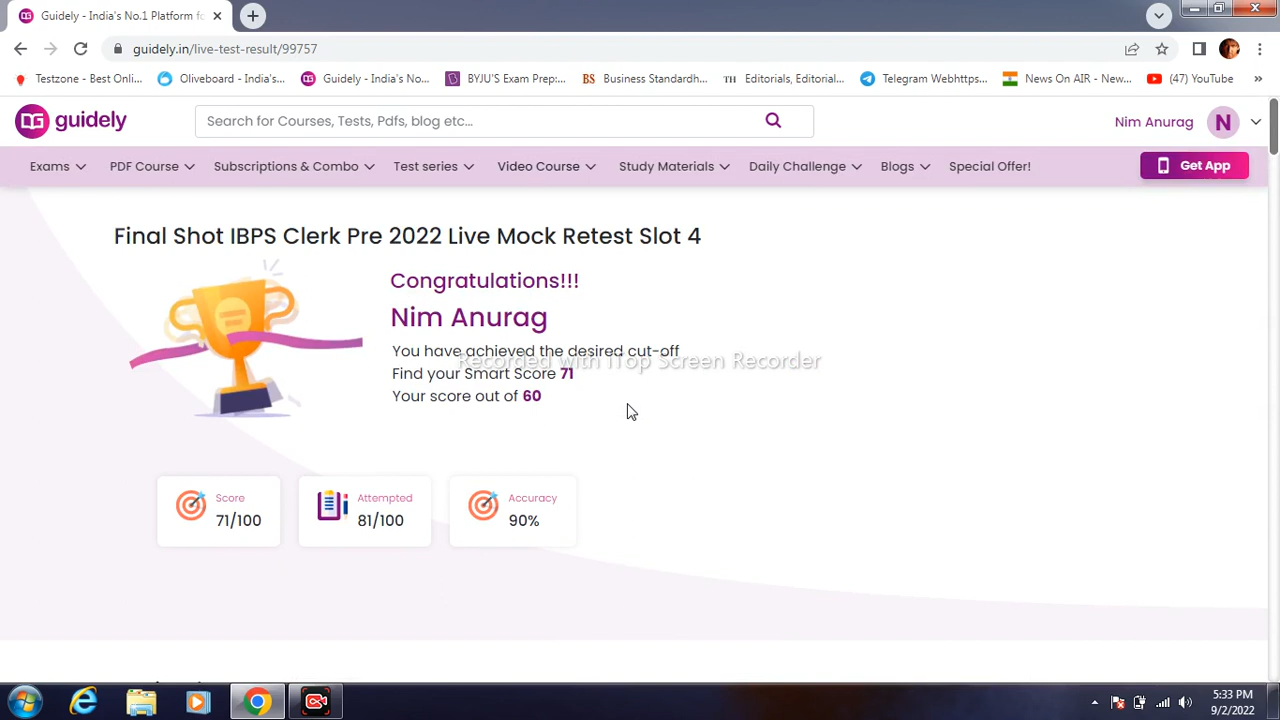 Guidely - India's No.1 Platform fo
guidely.in/live-test-result/99757
Testzone - Best Onli...
Oliveboard - India's...
Guidely - India's No...
BYJU'S Exam Prep:...
BS Business Standardh...
TH Editorials, Editorial...
Telegram Webhttps...
News On AIR - New...
(47) YouTube
»
guidely
Search for Courses, Tests, Pdfs, blog etc...
Nim Anurag
N
Exams
PDF Course
Subscriptions & Combo
Test series
Video Course
Study Materials
Daily Challenge
Blogs
Special Offer!
Get App
Final Shot IBPS Clerk Pre 2022 Live Mock Retest Slot 4
Congratulations!!!
Nim Anurag
You have achieved the desired cut-off
Recorded with iTop Screen Recorder
Find your Smart Score 71
Your score out of 60
Score
71/100
Attempted
81/100
Accuracy
90%
5:33 PM
9/2/2022